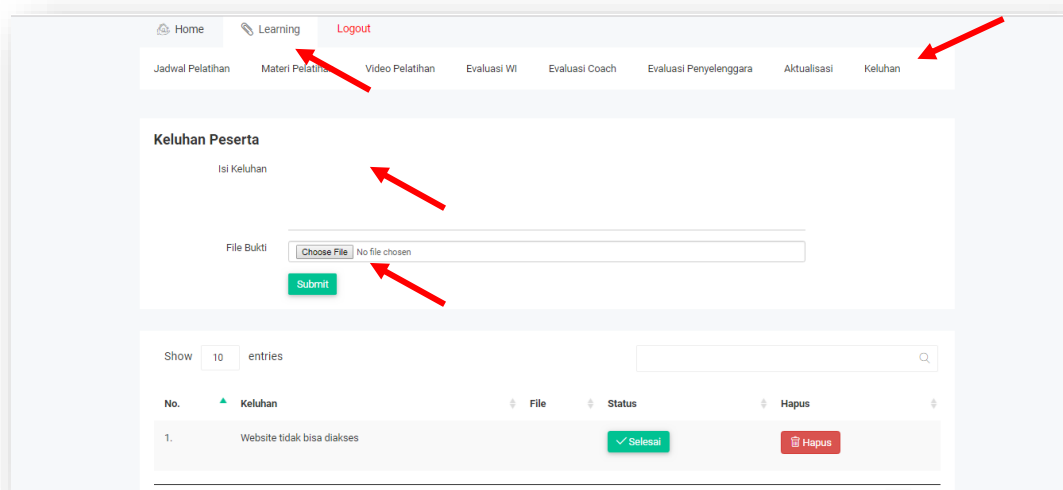 Home Learning Logout
Jadwal Pelatihan Materi Pelatihan Video Pelatihan Evaluasi WI Evaluasi Coach Evaluasi Penyelenggara Aktualisasi Keluhan
Keluhan Peserta
Isi Keluhan
File Bukti Choose File No file chosen
Submit
Show 10 entries
No. Keluhan File Status Hapus
1. Website tidak bisa diakses Selesai Hapus